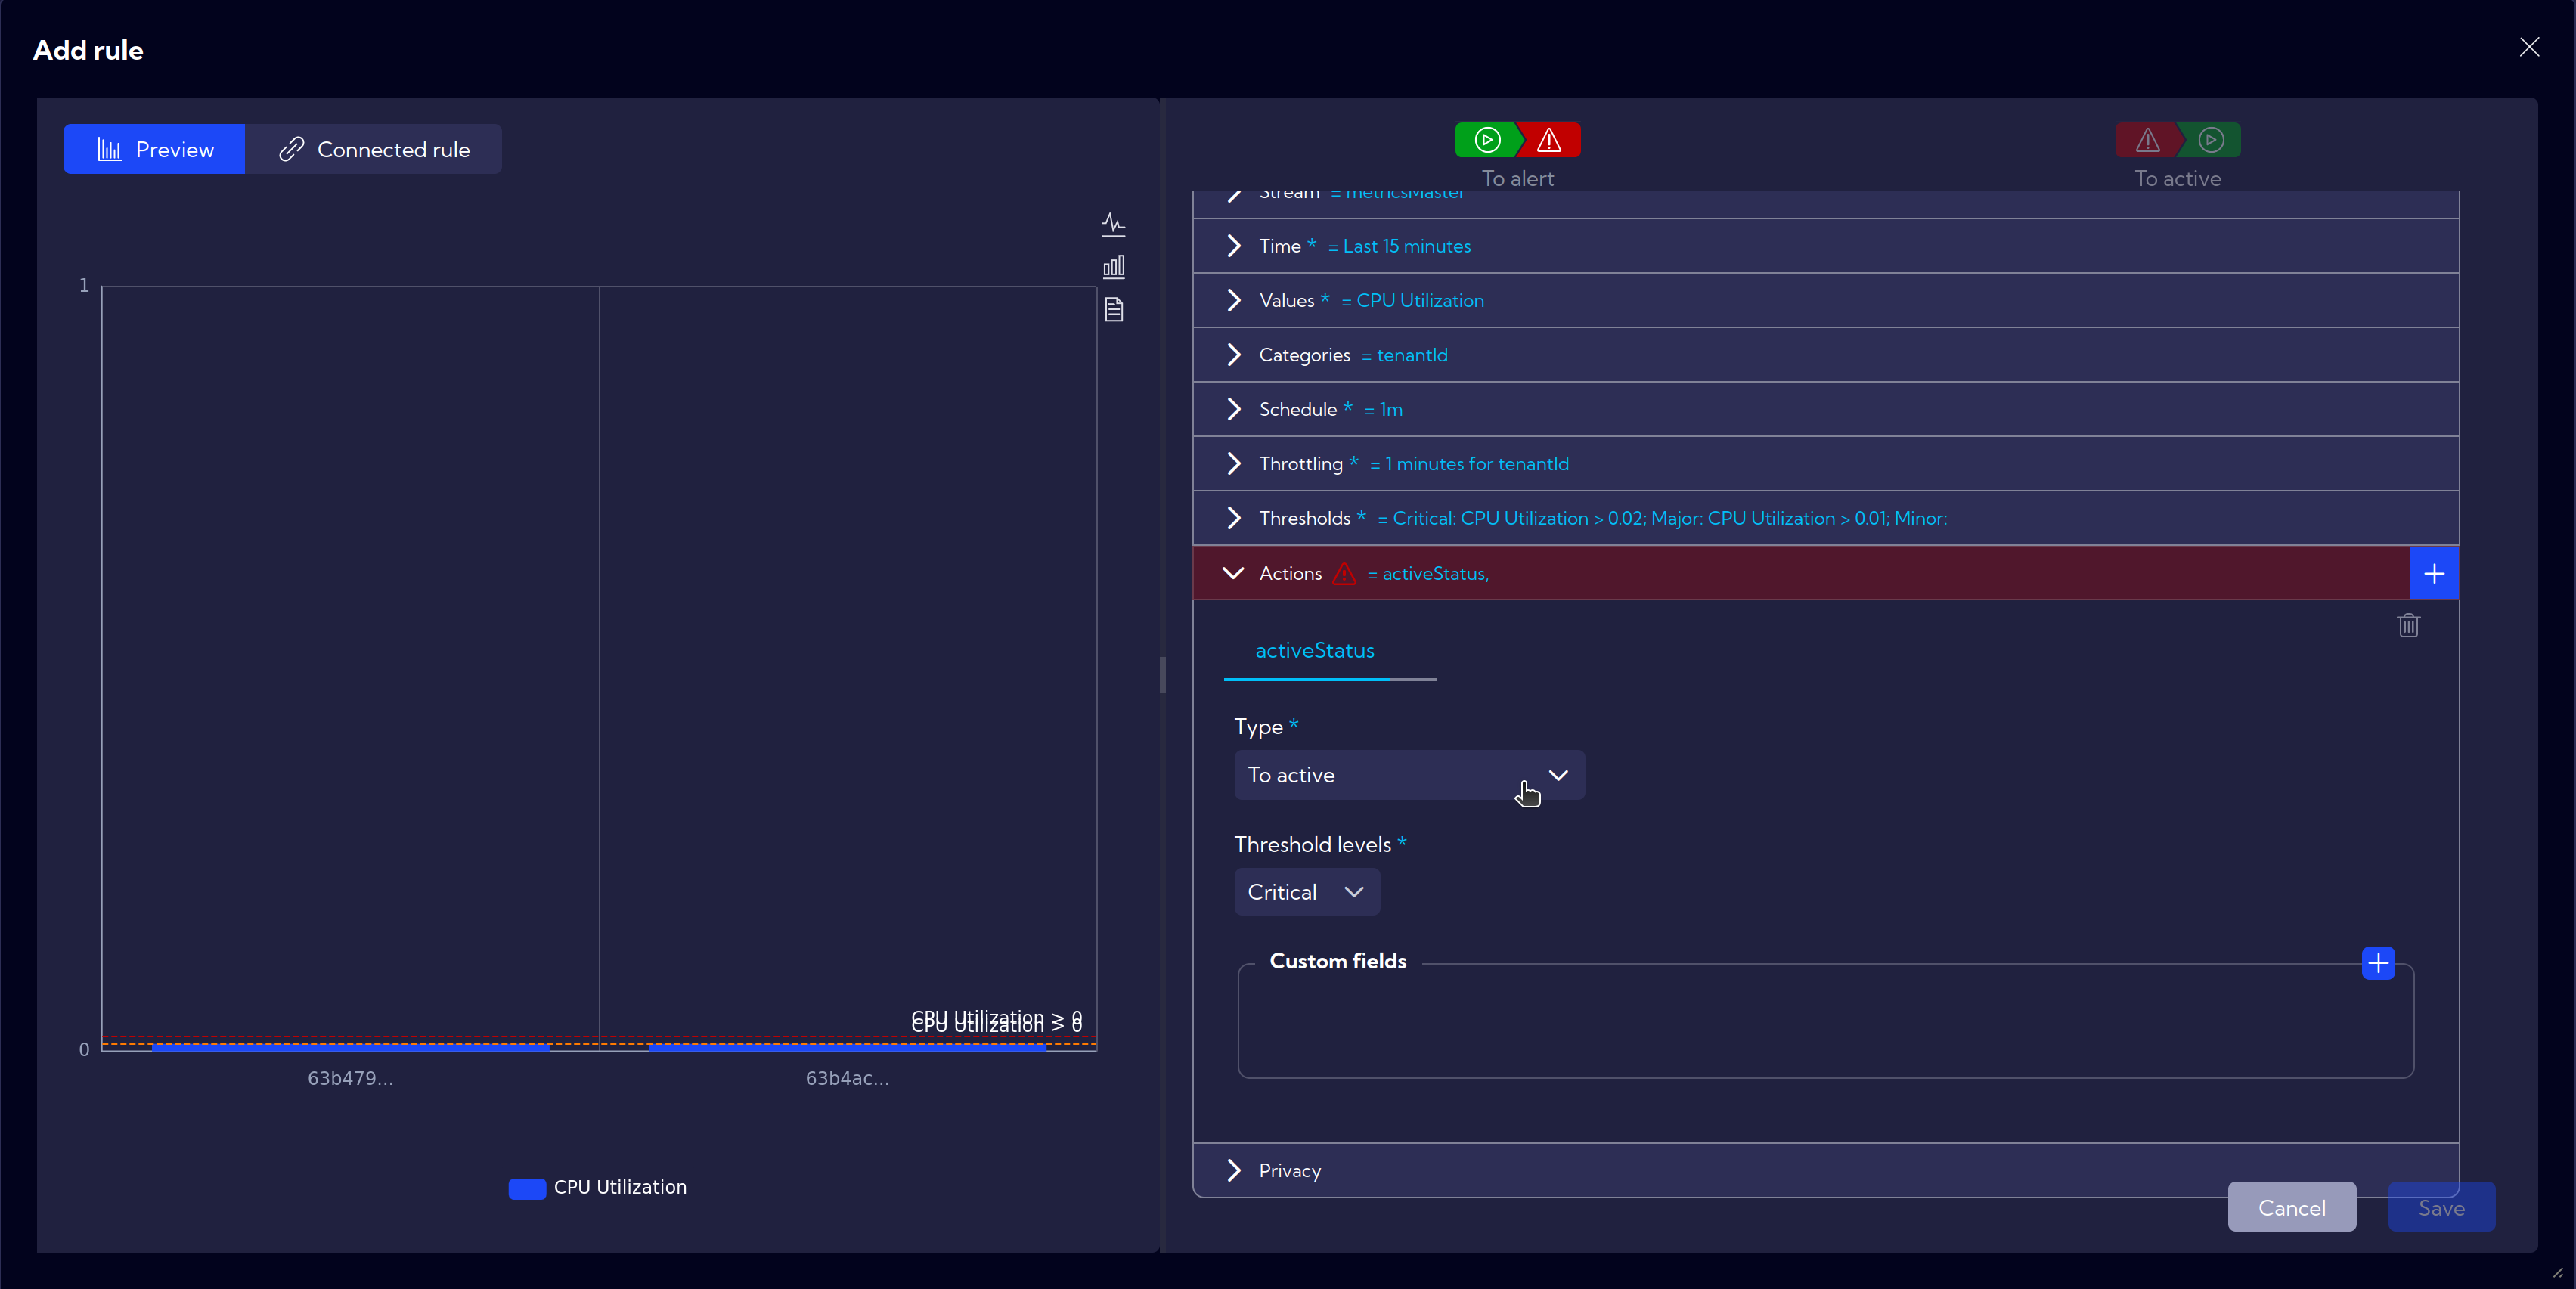 Add rule
Preview
Connected rule
1
CPU Utilization > 0
CPU Utilization > 0
0
63b479...
63b4ac...
CPU Utilization
To alert
To active
Stream = metricsMaster
Time * = Last 15 minutes
Values * = CPU Utilization
Categories = tenantId
Schedule * = 1m
Throttling * = 1 minutes for tenantId
Thresholds * = Critical: CPU Utilization > 0.02; Major: CPU Utilization > 0.01; Minor:
Actions = activeStatus,
activeStatus
Type *
To active
Threshold levels *
Critical
Custom fields
Privacy
Cancel
Save